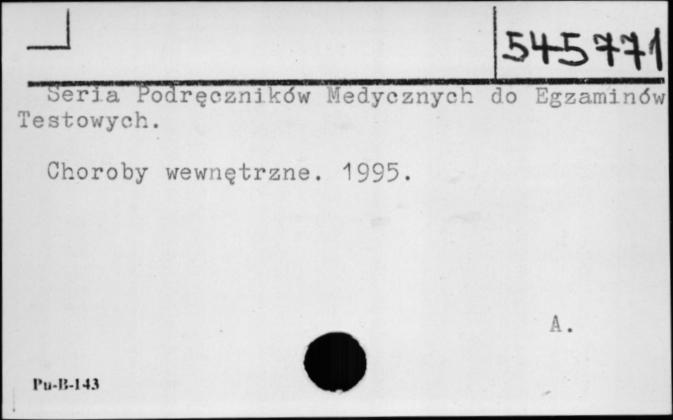 545771
Seria Podręczników Medycznych do Egzaminów
Testowych.
Choroby wewnętrzne. 1995.
A.
Pu-B-143